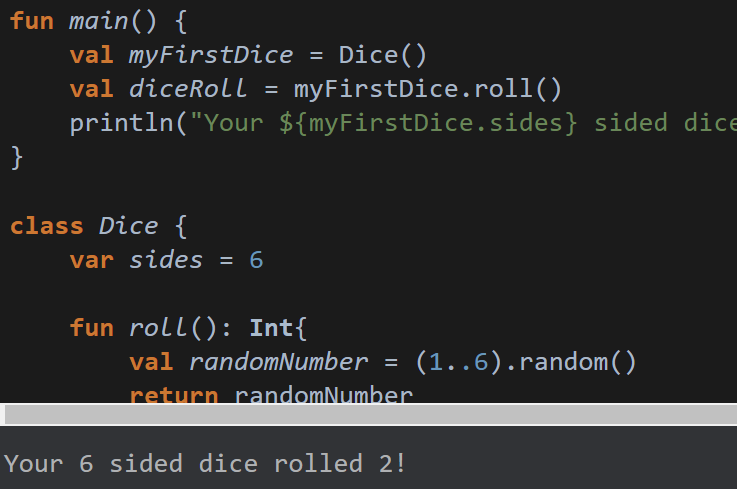 fun main() {
    val myFirstDice = Dice()
    val diceRoll = myFirstDice.roll()
    println("Your ${myFirstDice.sides} sided dice
}
class Dice {
    var sides = 6
    fun roll(): Int{
        val randomNumber = (1..6).random()
        return randomNumber
Your 6 sided dice rolled 2!